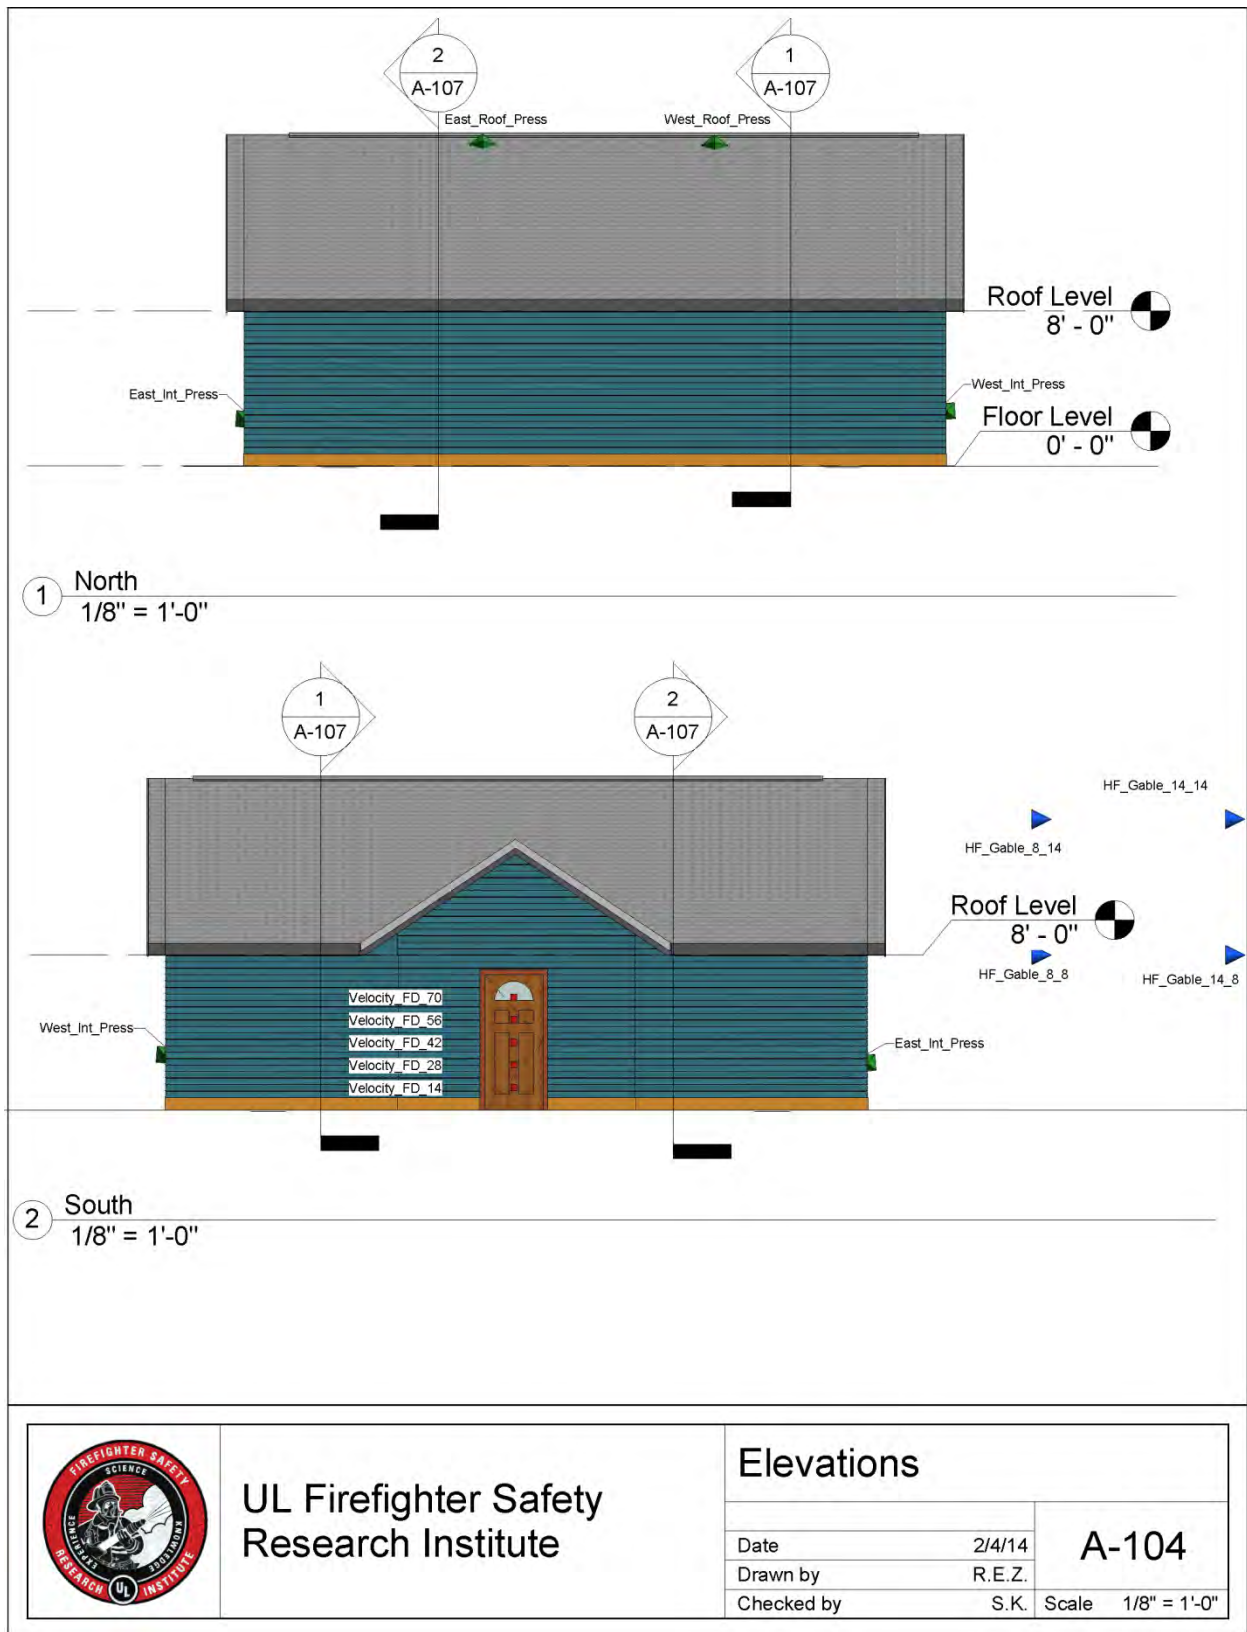 2
A-107
1
A-107
East_Roof_Press
West_Roof_Press
Roof Level
8' - 0"
East_Int_Press
West_Int_Press
Floor Level
0' - 0"
1
North
1/8" = 1'-0"
1
A-107
2
A-107
HF_Gable_14_14
HF_Gable_8_14
Roof Level
8' - 0"
HF_Gable_8_8
HF_Gable_14_8
Velocity_FD_70
Velocity_FD_56
Velocity_FD_42
Velocity_FD_28
Velocity_FD_14
West_Int_Press
East_Int_Press
2
South
1/8" = 1'-0"
FIREFIGHTER SAFETY
RESEARCH INSTITUTE
SCIENCE
KNOWLEDGE
EXPERIENCE
UL
UL Firefighter Safety
Research Institute
Elevations
Date 2/4/14
Drawn by R.E.Z.
Checked by S.K.
A-104
Scale 1/8" = 1'-0"